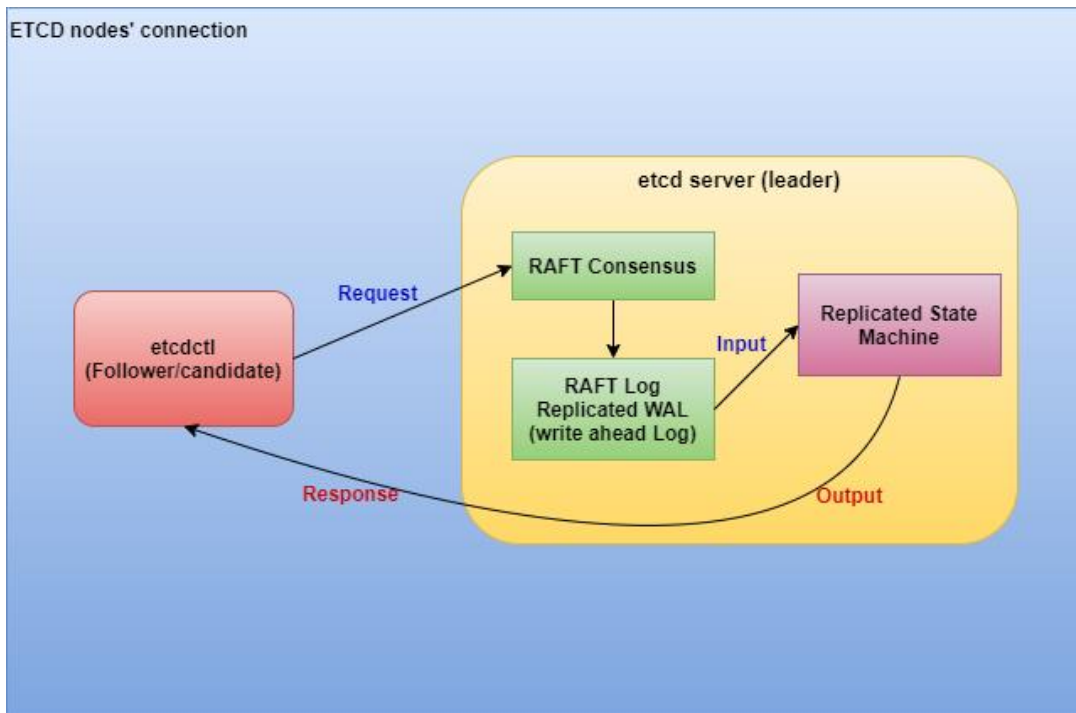 ETCD nodes' connection
etcd server (leader)
RAFT Consensus
Request
Replicated State
Machine
etcdctl
(Follower/candidate)
Input
RAFT Log
Replicated WAL
(write ahead Log)
Response
Output